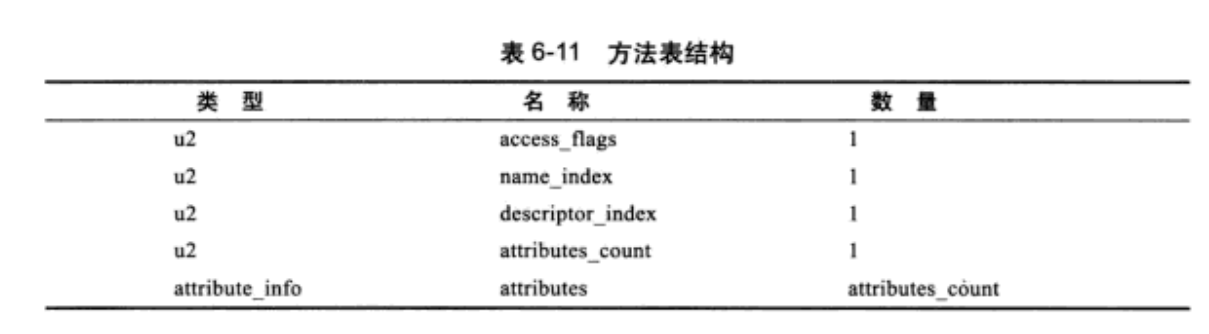 表 6-11 方法表结构
类 型 名 称 数 量
u2 access_flags 1
u2 name_index 1
u2 descriptor_index 1
u2 attributes_count 1
attribute_info attributes attributes_count